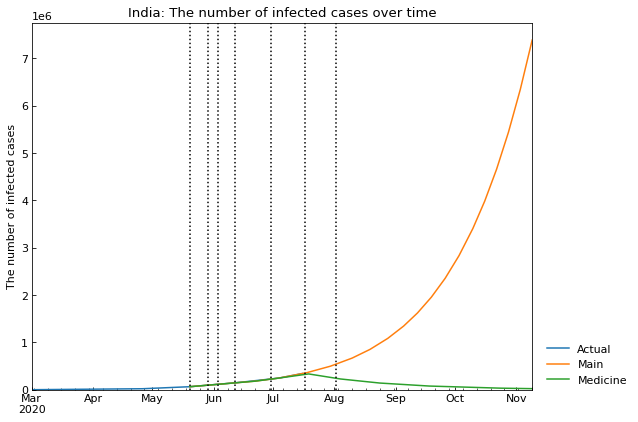 India: The number of infected cases over time
1e6
The number of infected cases
7
6
5
4
3
2
1
0
Mar Apr May Jun Jul Aug Sep Oct Nov
2020
Actual
Main
Medicine